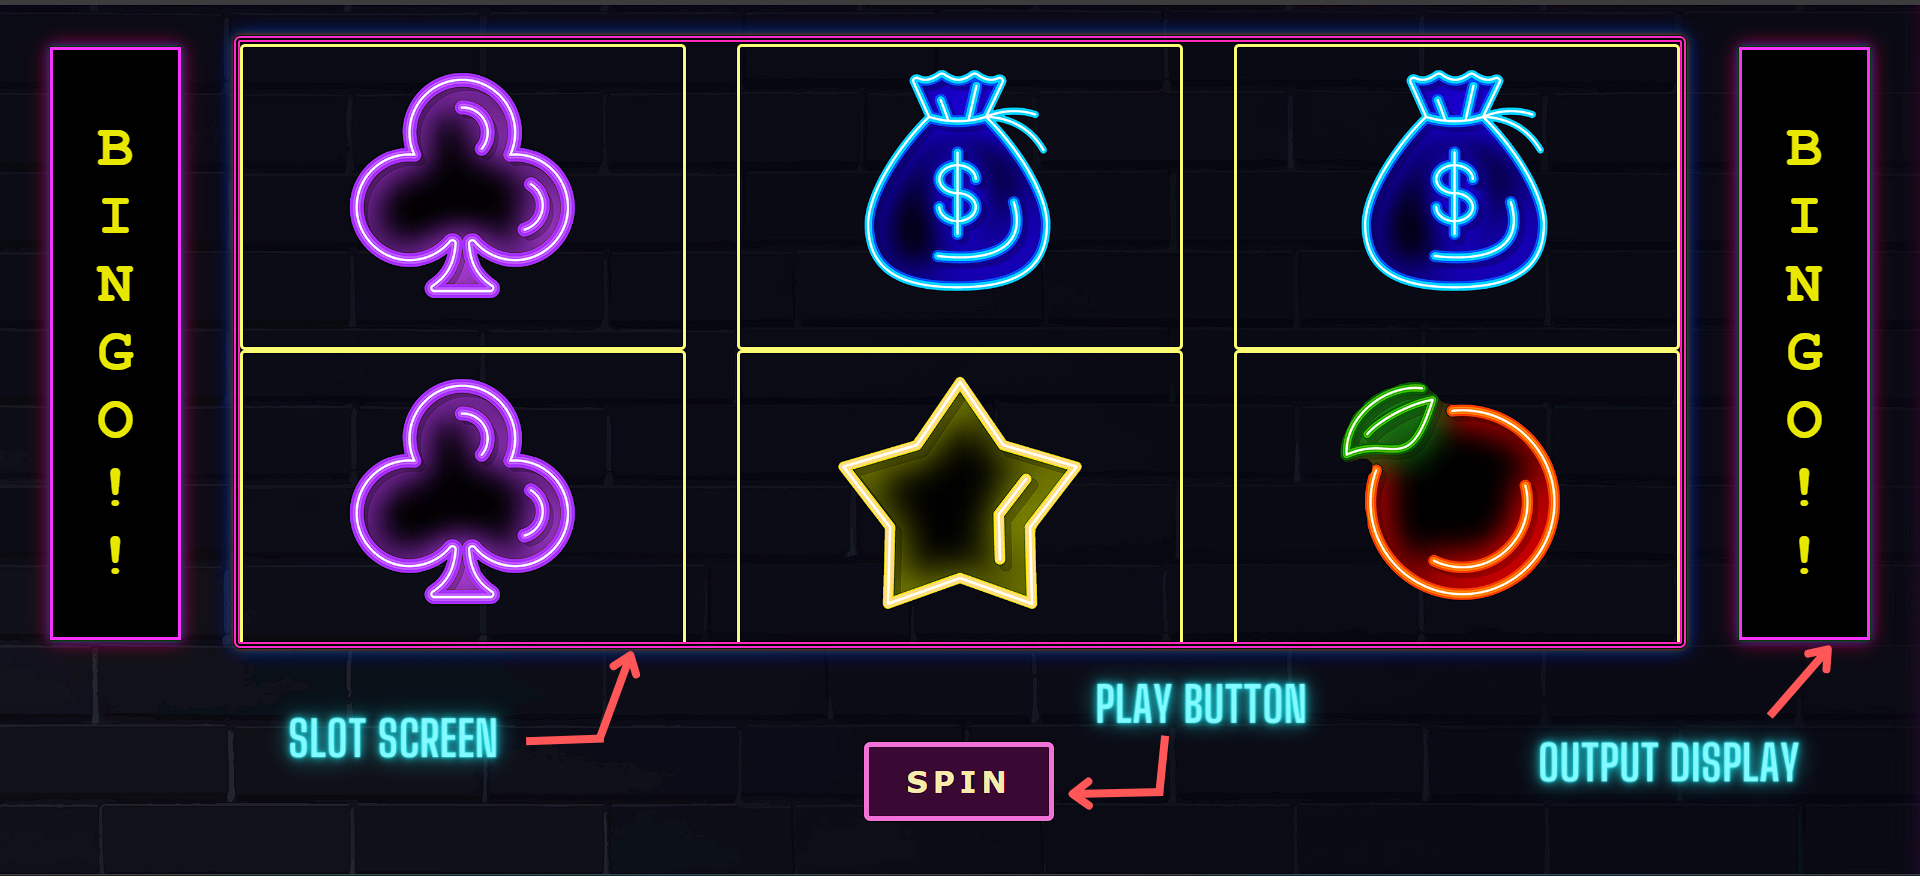 BINGO!!
$
$
BINGO!!
SLOT SCREEN
PLAY BUTTON
SPIN
OUTPUT DISPLAY